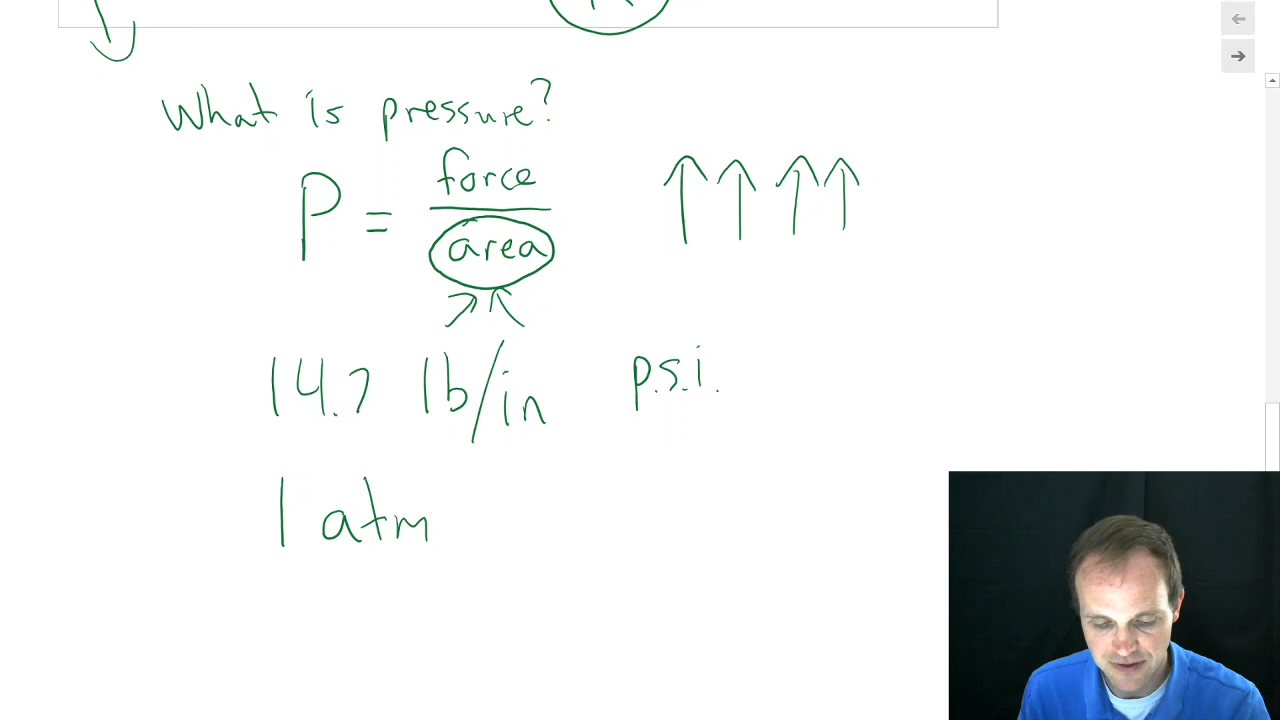 What is pressure?
P = force
area
14.7 lb/in p.s.i.
1 atm